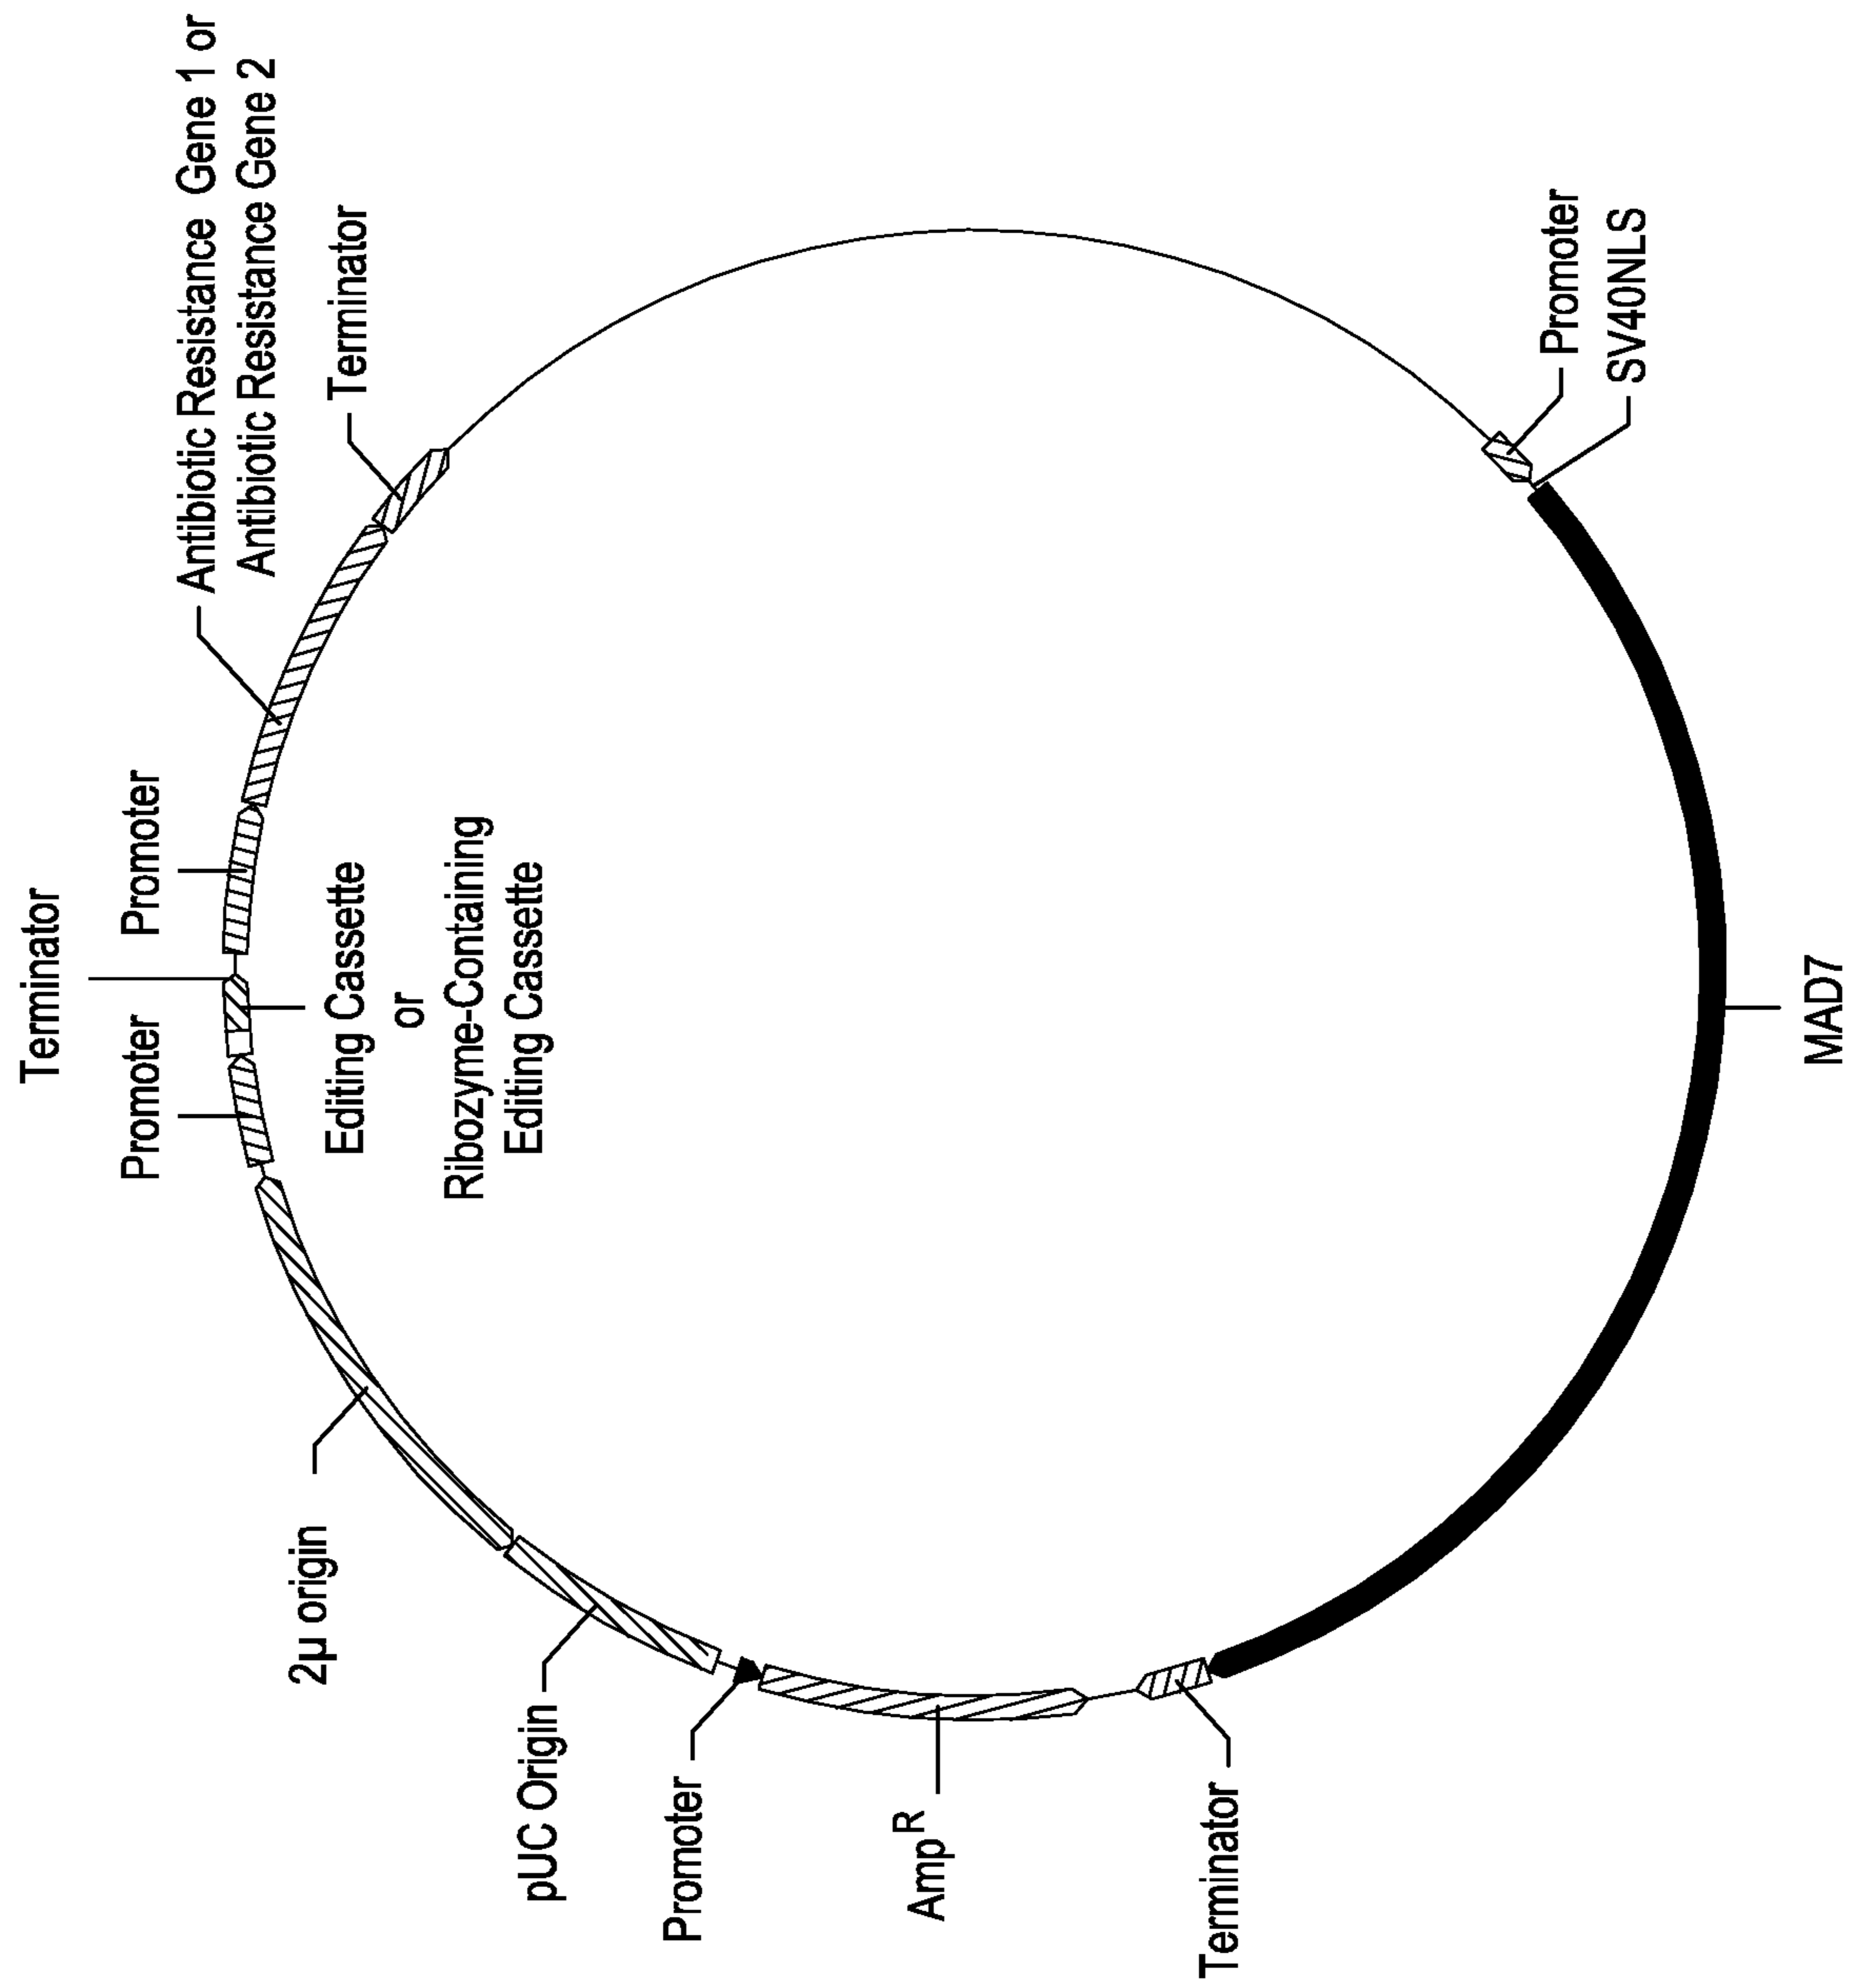 Terminator
Promoter
Promoter
Antibiotic Resistance Gene 1 or
Antibiotic Resistance Gene 2
Terminator
Editing Cassette
or
Ribozyme-Containing
Editing Cassette
2µ origin
pUC Origin
Promoter
Amp^R
Terminator
Promoter
SV40NLS
MAD7